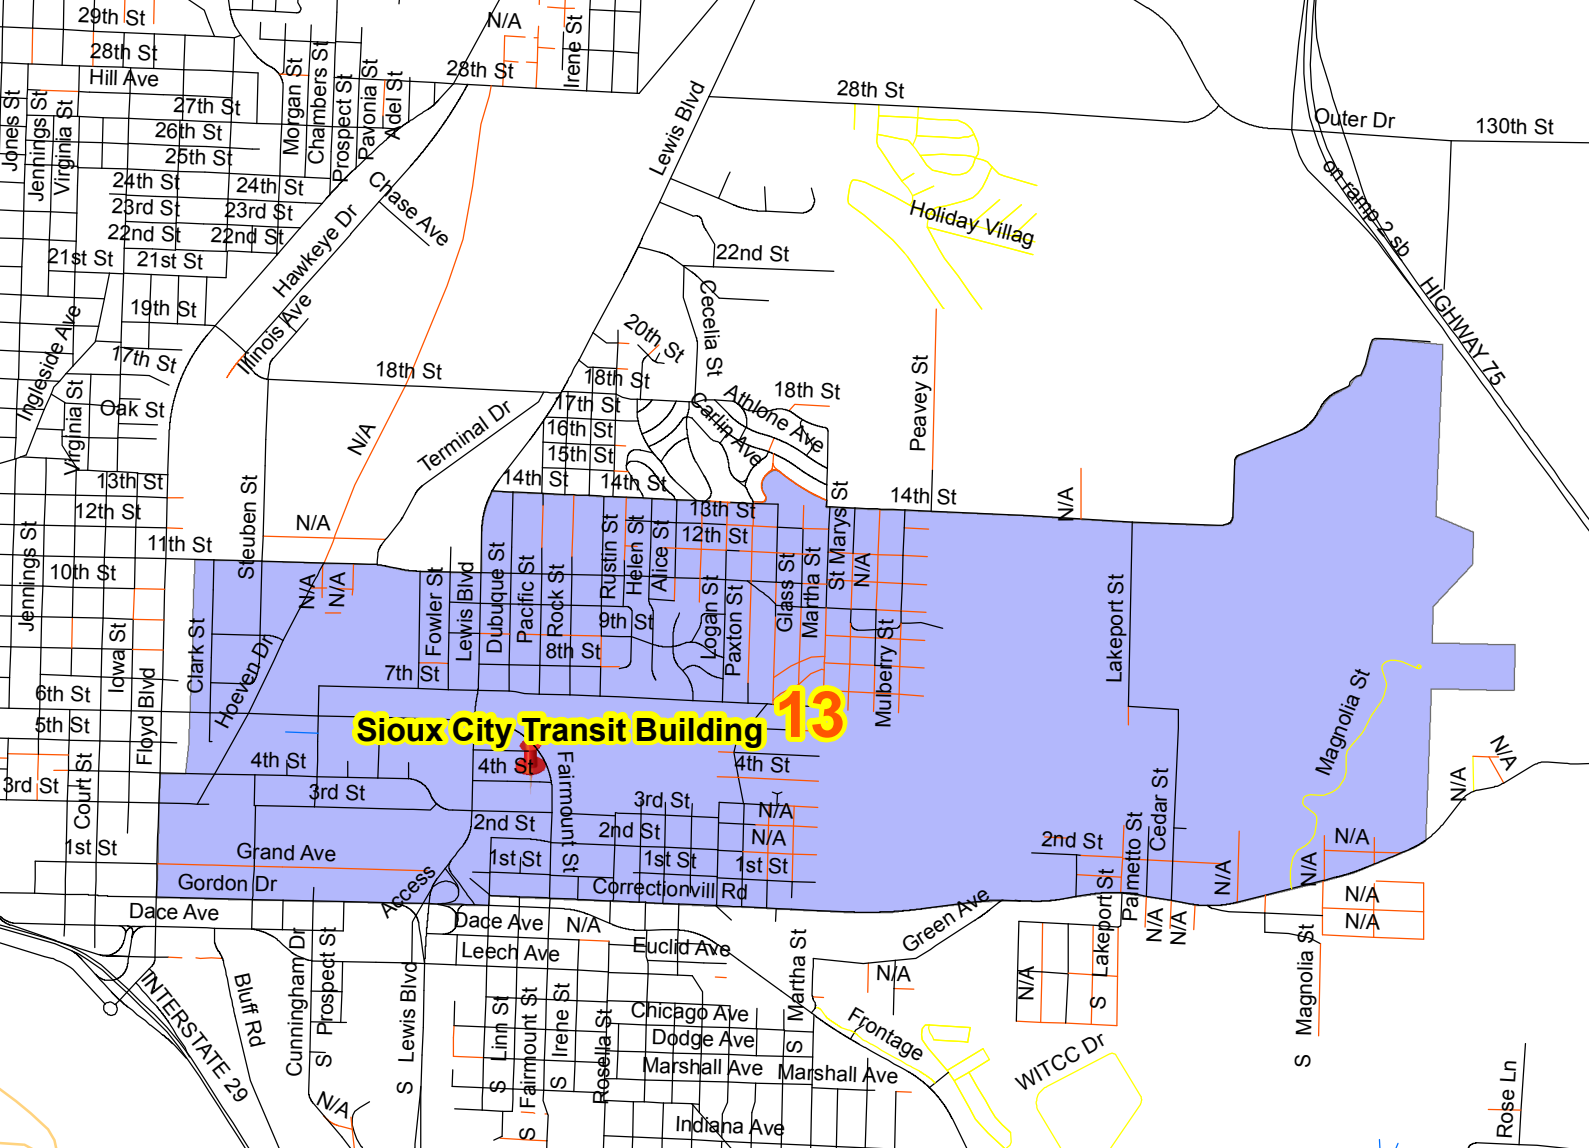 29th St
N/A
Irene St
28th St
Hill Ave
28th St
Morgan St
Chambers St
Prospect St
Pavonia St
Adel St
Lewis Blvd
28th St
Outer Dr
130th St
Jones St
Jennings St
Virginia St
27th St
26th St
25th St
24th St
24th St
23rd St
23rd St
22nd St
22nd St
21st St
21st St
Chase Ave
Hawkeye Dr
Holiday Villag
on ramp 2 sb
HIGHWAY 75
22nd St
Cecelia St
19th St
Illinois Ave
Ingleside Ave
17th St
20th St
18th St
18th St
18th St
Athlone Ave
Carlin Ave
Peavey St
Virginia St
Oak St
N/A
Terminal Dr
17th St
16th St
15th St
14th St
14th St
14th St
N/A
13th St
12th St
11th St
10th St
Steuben St
N/A
13th St
12th St
Jennings St
Iowa St
Floyd Blvd
Clark St
Hoeven Dr
N/A
N/A
Fowler St
Lewis Blvd
Dubuque St
Pacific St
Rock St
Rustin St
Helen St
Alice St
Logan St
Paxton St
Glass St
Martha St
St Marys St
N/A
Mulberry St
Lakeport St
9th St
8th St
7th St
6th St
5th St
Magnolia St
Sioux City Transit Building
13
4th St
4th St
4th St
Fairmount St
3rd St
3rd St
3rd St
Court St
N/A
N/A
N/A
N/A
2nd St
2nd St
2nd St
Cedar St
Palmetto St
N/A
1st St
1st St
1st St
1st St
Grand Ave
Gordon Dr
Access
Correctionvill Rd
Lakeport St
S
N/A
N/A
N/A
N/A
N/A
N/A
Dace Ave
Dace Ave
N/A
Leech Ave
Euclid Ave
Green Ave
N/A
N/A
INTERSTATE 29
Bluff Rd
Cunningham Dr
S Prospect St
S Lewis Blvd
S Linn St
S Fairmount St
S Irene St
Rosella St
S Martha St
S Magnolia St
Chicago Ave
Dodge Ave
Marshall Ave
Marshall Ave
Indiana Ave
Frontage
WITCC Dr
Rose Ln
N/A